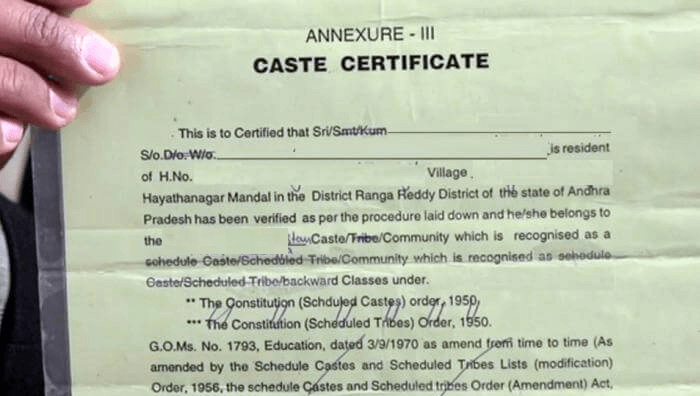 ANNEXURE - III
CASTE CERTIFICATE
This is to Certified that Sri/Smt/Kum
S/o.D/o. W/o. is resident
of H.No. Village
Hayathanagar Mandal in the District Ranga Reddy District of the state of Andhra
Pradesh has been verified as per the procedure laid down and he/she belongs to
the Caste/Tribe/Community which is recognised as a
schedule Caste/Scheduled Tribe/Community which is recognised as schedule
Caste/Scheduled Tribe/backward Classes under.
** The Constitution (Schduled Castes) order, 1950,
*** The Constitution (Scheduled Tribes) Order, 1950.
G.O.Ms. No. 1793, Education, dated 3/9/1970 as amend from time to time (As
amended by the Schedule Castes and Scheduled Tribes Lists (modification)
Order, 1956, the schedule Castes and Scheduled tribes Order (Amendment) Act,